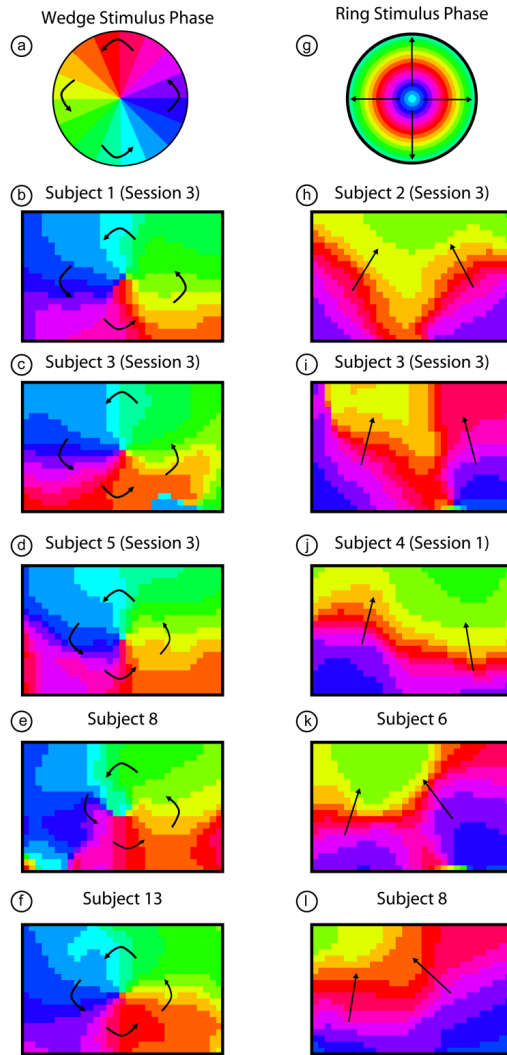 Wedge Stimulus Phase
Ring Stimulus Phase
a
g
b Subject 1 (Session 3)
h Subject 2 (Session 3)
c Subject 3 (Session 3)
i Subject 3 (Session 3)
d Subject 5 (Session 3)
j Subject 4 (Session 1)
e Subject 8
k Subject 6
f Subject 13
l Subject 8